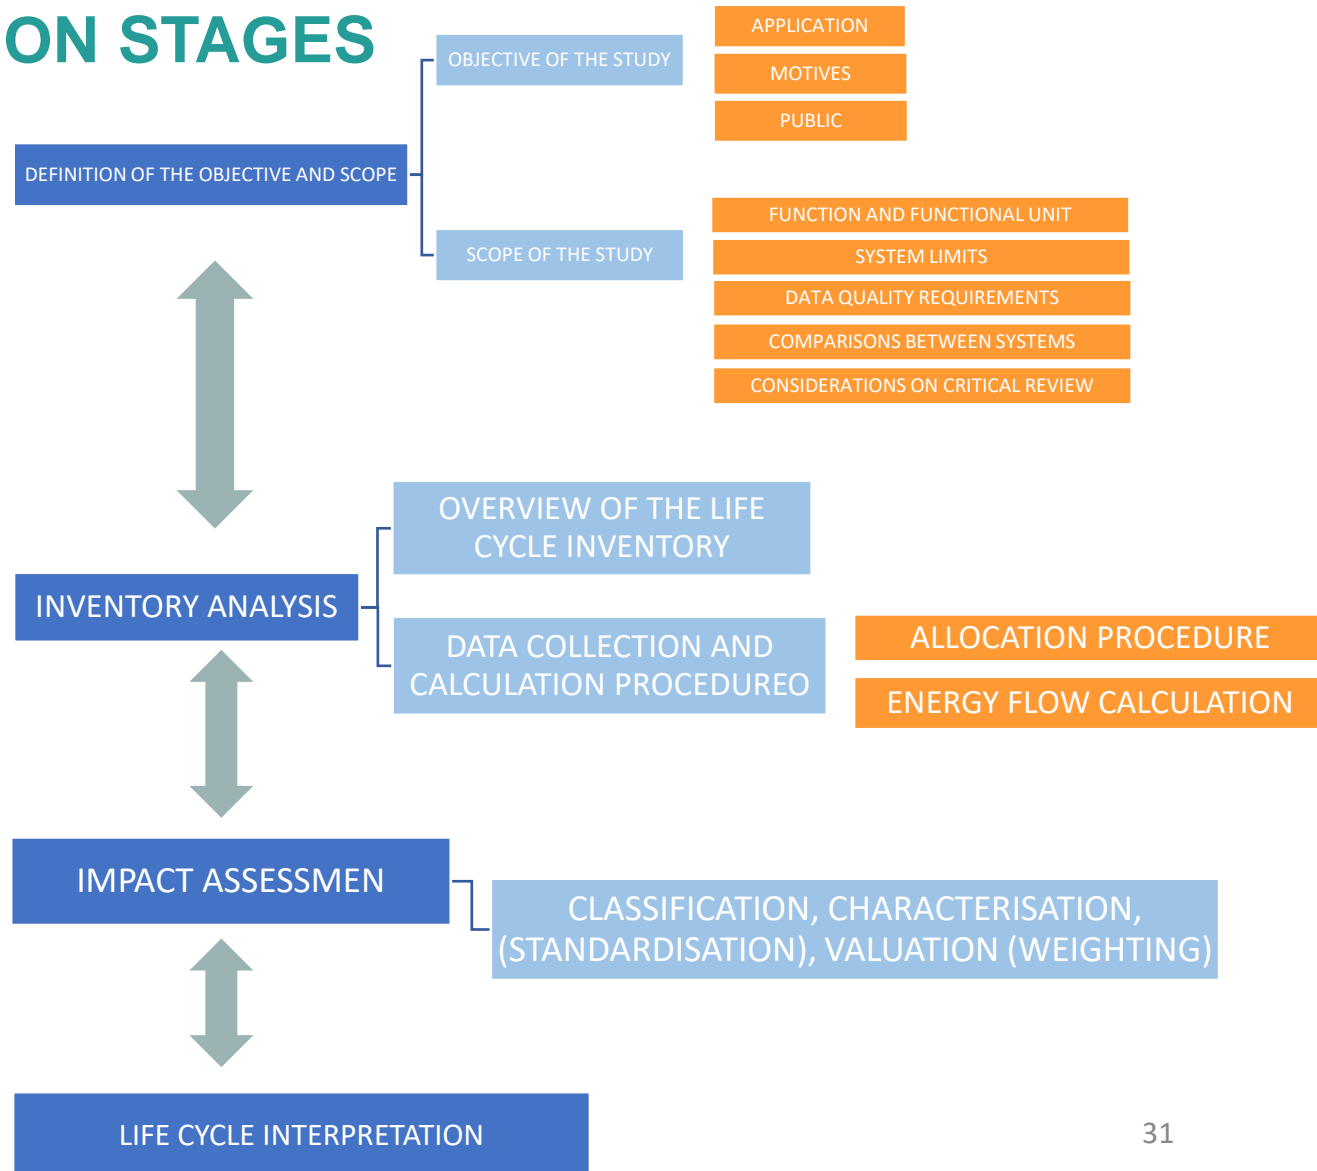 ON STAGES
APPLICATION
OBJECTIVE OF THE STUDY
MOTIVES
PUBLIC
DEFINITION OF THE OBJECTIVE AND SCOPE
FUNCTION AND FUNCTIONAL UNIT
SCOPE OF THE STUDY
SYSTEM LIMITS
DATA QUALITY REQUIREMENTS
COMPARISONS BETWEEN SYSTEMS
CONSIDERATIONS ON CRITICAL REVIEW
OVERVIEW OF THE LIFE
CYCLE INVENTORY
INVENTORY ANALYSIS
DATA COLLECTION AND
CALCULATION PROCEDUREO
ALLOCATION PROCEDURE
ENERGY FLOW CALCULATION
IMPACT ASSESSMEN
CLASSIFICATION, CHARACTERISATION,
(STANDARDISATION), VALUATION (WEIGHTING)
LIFE CYCLE INTERPRETATION
31